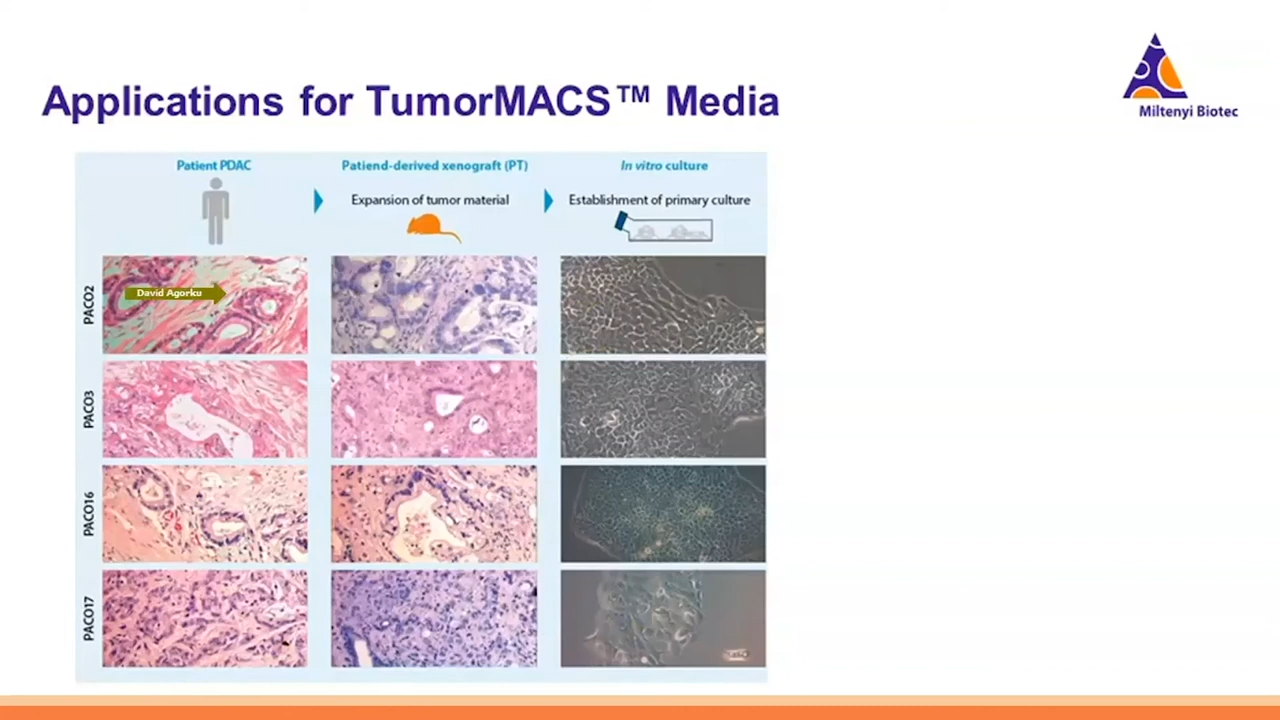 Applications for TumorMACS™ Media
Miltenyi Biotec
Patient PDAC
Patiend-derived xenograft (PT)
In vitro culture
Expansion of tumor material
Establishment of primary culture
PACO2
David Agorku
PACO3
PACO16
PACO17